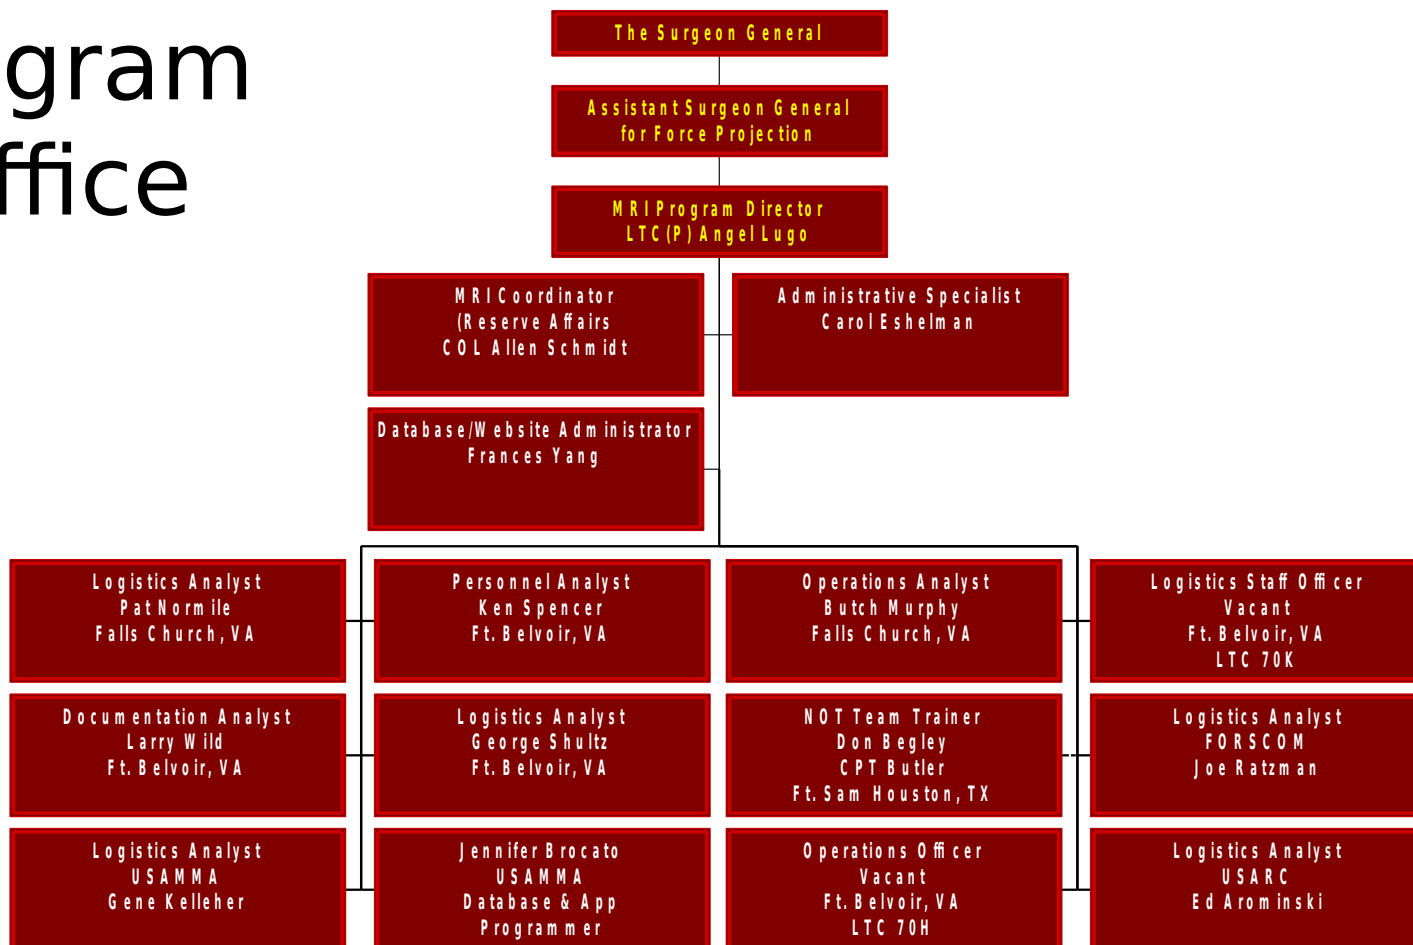 gram
ffice
The Surgeon General
Assistant Surgeon General
for Force Projection
MRI Program Director
LTC(P) Angel Lugo
MRI Coordinator
(Reserve Affairs
COL Allen Schmidt
Administrative Specialist
Carol Eshelman
Database/Website Administrator
Frances Yang
Logistics Analyst
Pat Normile
Falls Church, VA
Personnel Analyst
Ken Spencer
Ft. Belvoir, VA
Operations Analyst
Butch Murphy
Falls Church, VA
Logistics Staff Officer
Vacant
Ft. Belvoir, VA
LTC 70K
Documentation Analyst
Larry Wild
Ft. Belvoir, VA
Logistics Analyst
George Shultz
Ft. Belvoir, VA
NOT Team Trainer
Don Begley
CPT Butler
Ft. Sam Houston, TX
Logistics Analyst
FORSCOM
Joe Ratzman
Logistics Analyst
USAMMA
Gene Kelleher
Jennifer Brocato
USAMMA
Database & App
Programmer
Operations Officer
Vacant
Ft. Belvoir, VA
LTC 70H
Logistics Analyst
USARC
Ed Arominski